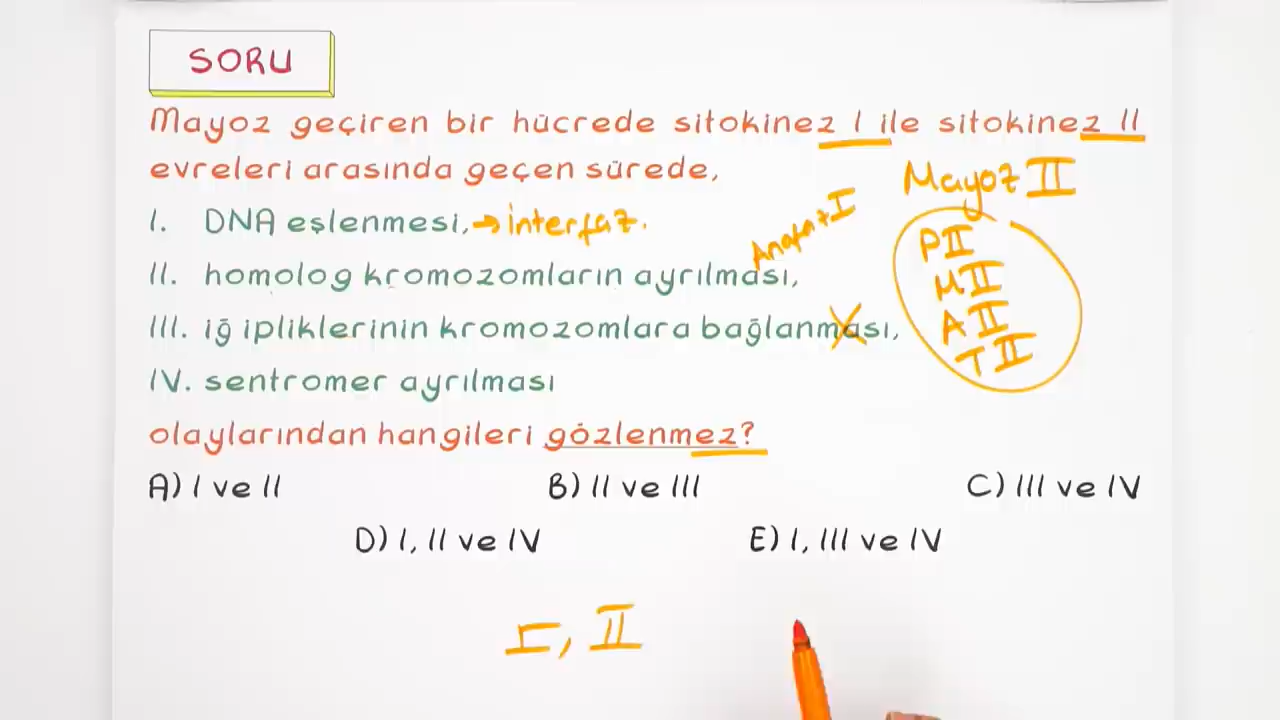 SORU
Mayoz geçiren bir hücrede sitokinez I ile sitokinez II
evreleri arasında geçen sürede,
Mayoz II
I. DNA eşlenmesi, → interfaz.
Anafaz I
II. homolog kromozomların ayrılması,
III. iğ ipliklerinin kromozomlara bağlanması,
IV. sentromer ayrılması
PII
MII
AII
TII
olaylarından hangileri gözlenmez?
A) I ve II
B) II ve III
C) III ve IV
D) I, II ve IV
E) I, III ve IV
I, II